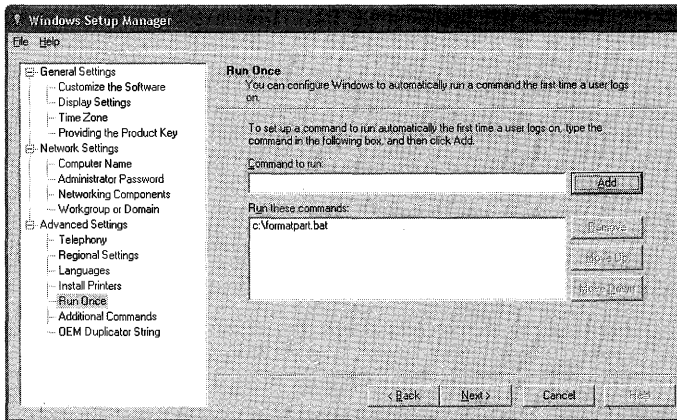 Windows Setup Manager
File Help
General Settings
Customize the Software
Display Settings
Time Zone
Providing the Product Key
Network Settings
Computer Name
Administrator Password
Networking Components
Workgroup or Domain
Advanced Settings
Telephony
Regional Settings
Languages
Install Printers
Run Once
Additional Commands
OEM Duplicator String
Run Once
You can configure Windows to automatically run a command the first time a user logs
on.
To set up a command to run automatically the first time a user logs on, type the
command in the following box, and then click Add.
Command to run:
Add
Run these commands:
c:\formatpart.bat
Remove
Move Up
Move Down
< Back
Next >
Cancel